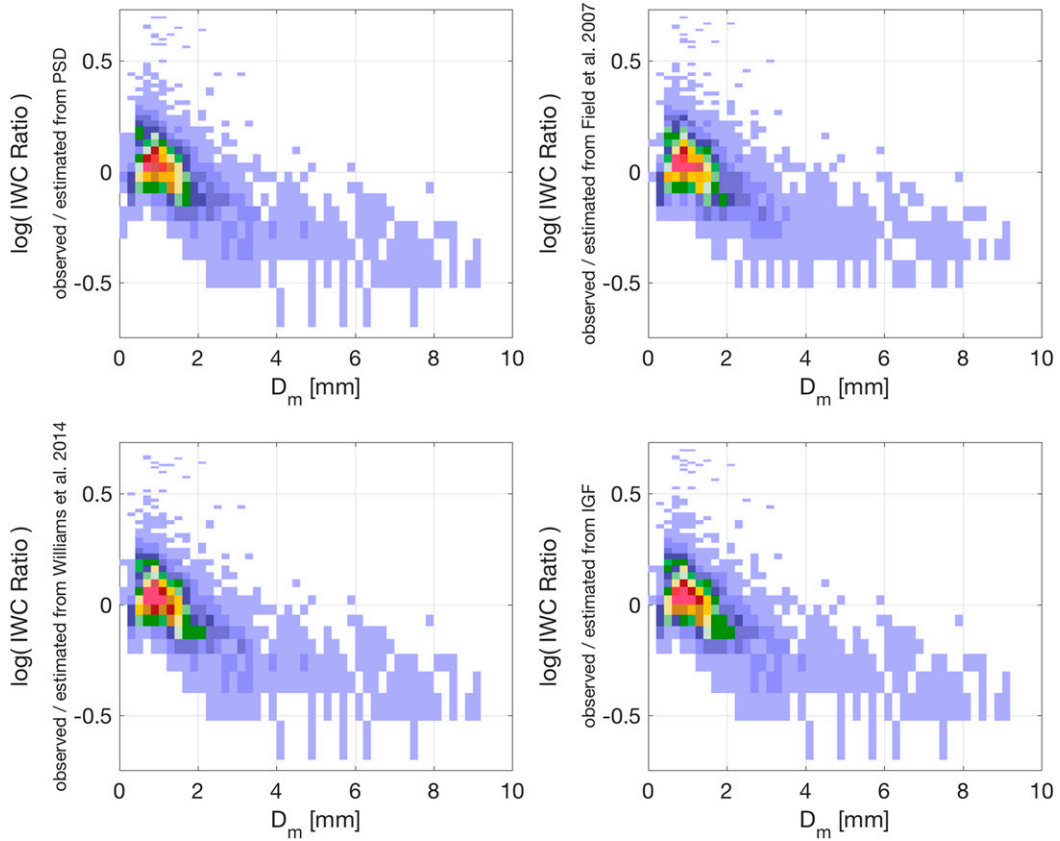 log( IWC Ratio )
observed / estimated from PSD
0.5
0
-0.5
0 2 4 6 8 10
D_m [mm]
log( IWC Ratio )
observed / estimated from Field et al. 2007
0.5
0
-0.5
0 2 4 6 8 10
D_m [mm]
log( IWC Ratio )
observed / estimated from Williams et al. 2014
0.5
0
-0.5
0 2 4 6 8 10
D_m [mm]
log( IWC Ratio )
observed / estimated from IGF
0.5
0
-0.5
0 2 4 6 8 10
D_m [mm]